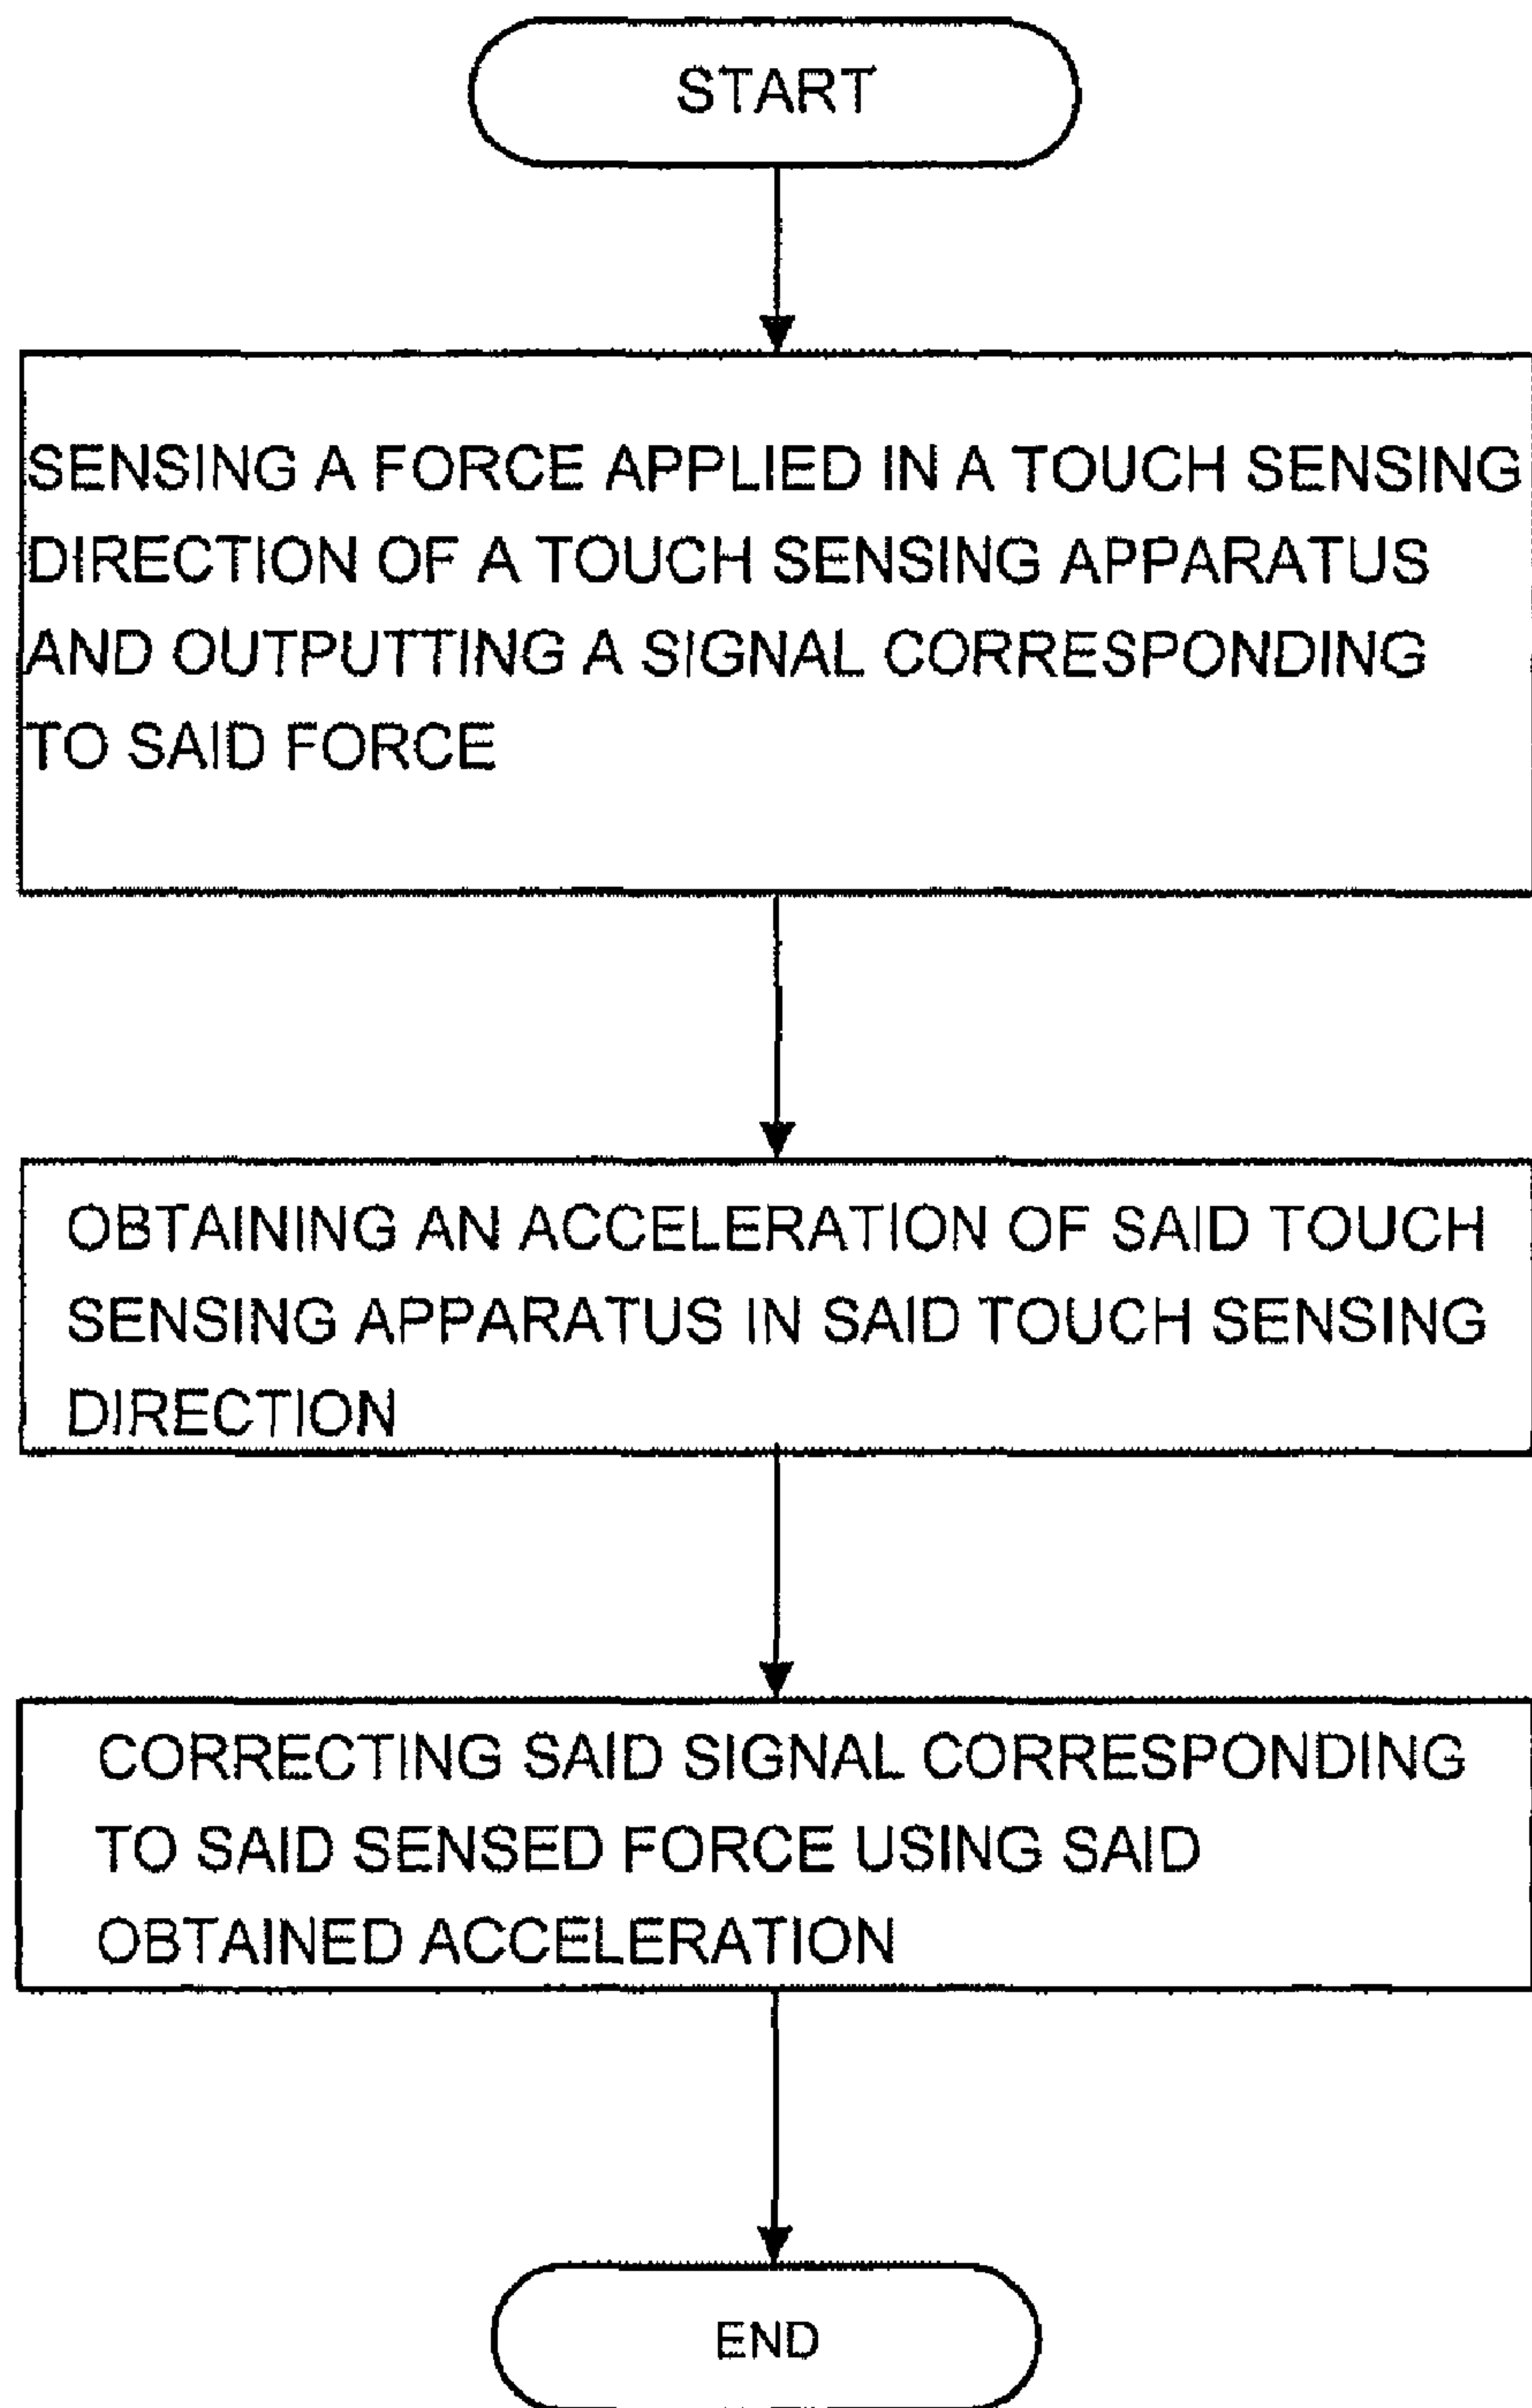 START
SENSING A FORCE APPLIED IN A TOUCH SENSING
DIRECTION OF A TOUCH SENSING APPARATUS
AND OUTPUTTING A SIGNAL CORRESPONDING
TO SAID FORCE
OBTAINING AN ACCELERATION OF SAID TOUCH
SENSING APPARATUS IN SAID TOUCH SENSING
DIRECTION
CORRECTING SAID SIGNAL CORRESPONDING
TO SAID SENSED FORCE USING SAID
OBTAINED ACCELERATION
END